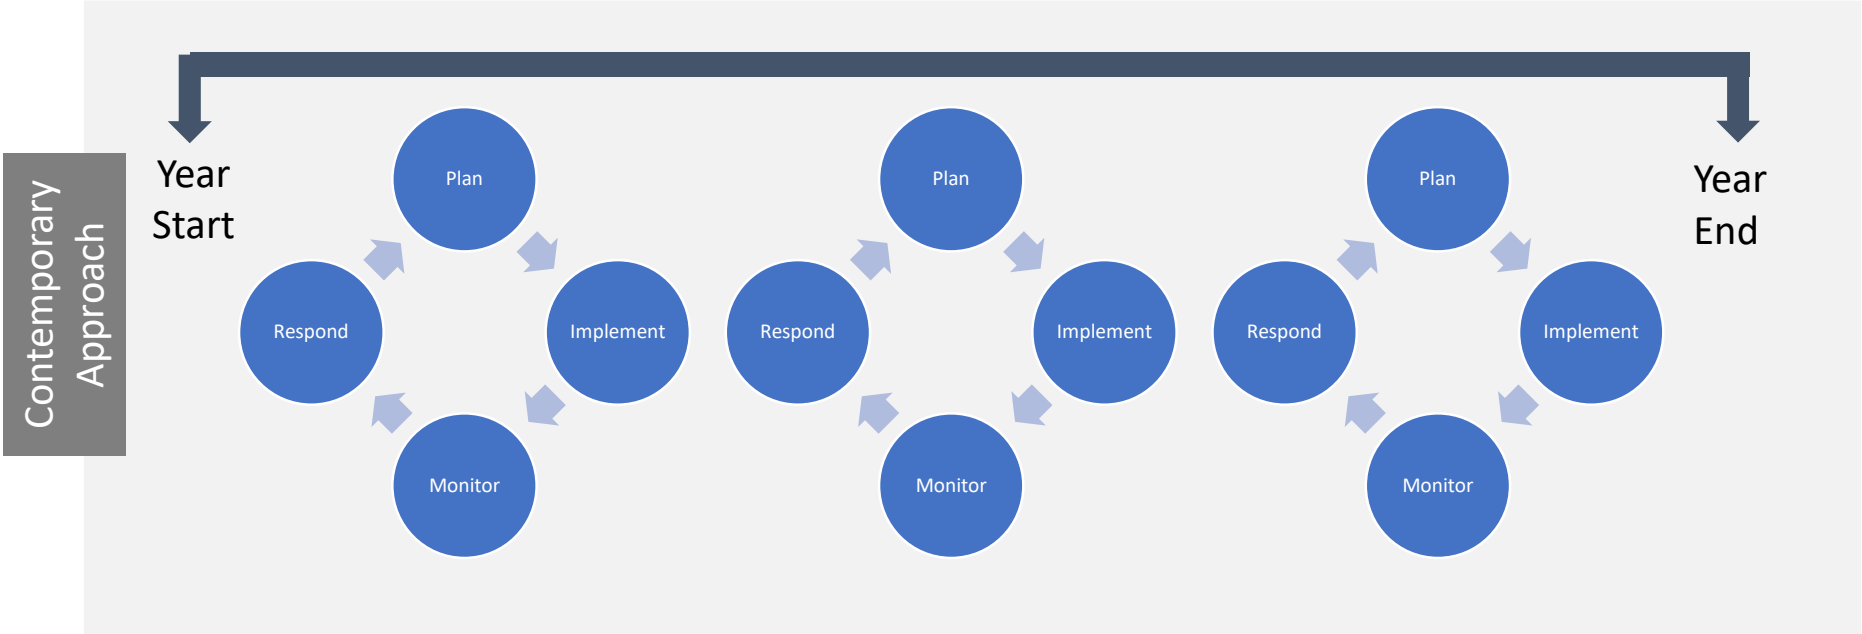 Contemporary
Approach
Year
Start
Plan
Implement
Monitor
Respond
Plan
Implement
Monitor
Respond
Plan
Implement
Monitor
Respond
Year
End